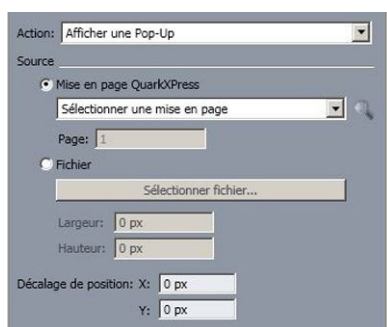 Action: Afficher une Pop-Up
Source
Mise en page QuarkXPress
Sélectionner une mise en page
Page: 1
Fichier
Sélectionner fichier...
Largeur: 0 px
Hauteur: 0 px
Décalage de position: X: 0 px
Y: 0 px